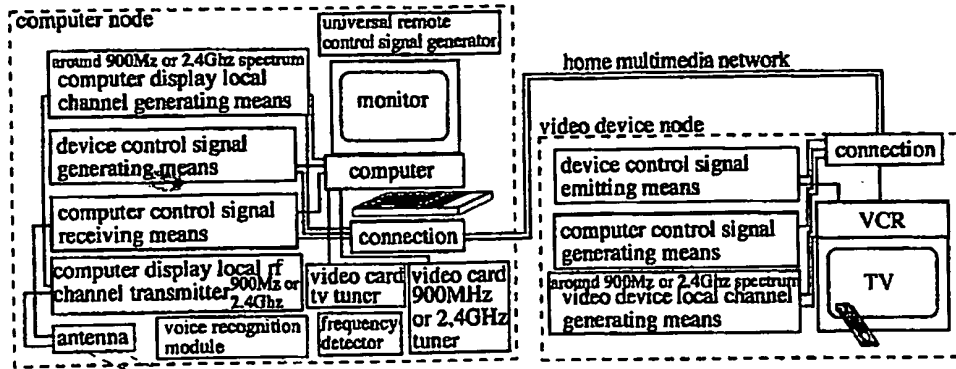 computer node
universal remote
control signal generator
around 900Mz or 2.4Ghz spectrum
computer display local
channel generating means
monitor
device control signal
generating means
computer
computer control signal
receiving means
connection
computer display local rf
channel transmitter 900MHz or
2.4Ghz
video card
tv tuner
video card
900MHz
or 2,4GHz
tuner
antenna
voice recognition
module
frequency
detector
home multimedia network
video device node
connection
device control signal
emitting means
VCR
computer control signal
generating means
TV
around 900Mz or 2.4Ghz spectrum
video device local channel
generating means